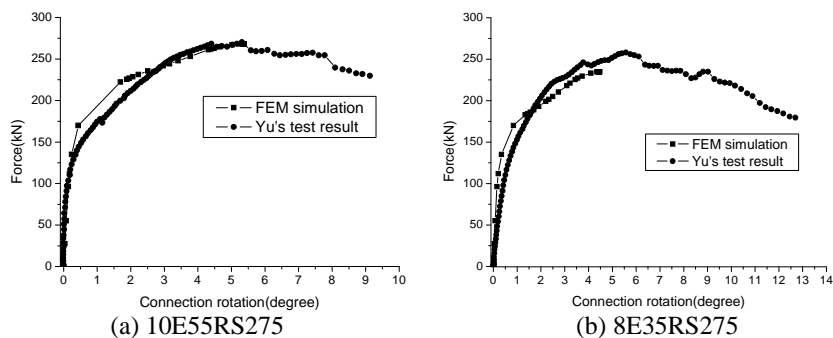 300
250
200
150
100
50
0
Force(kN)
FEM simulation
Yu's test result
0 1 2 3 4 5 6 7 8 9 10
Connection rotation(degree)
(a) 10E55RS275
300
250
200
150
100
50
0
Force(kN)
FEM simulation
Yu's test result
0 1 2 3 4 5 6 7 8 9 10 11 12 13 14
Connection rotation(degree)
(b) 8E35RS275